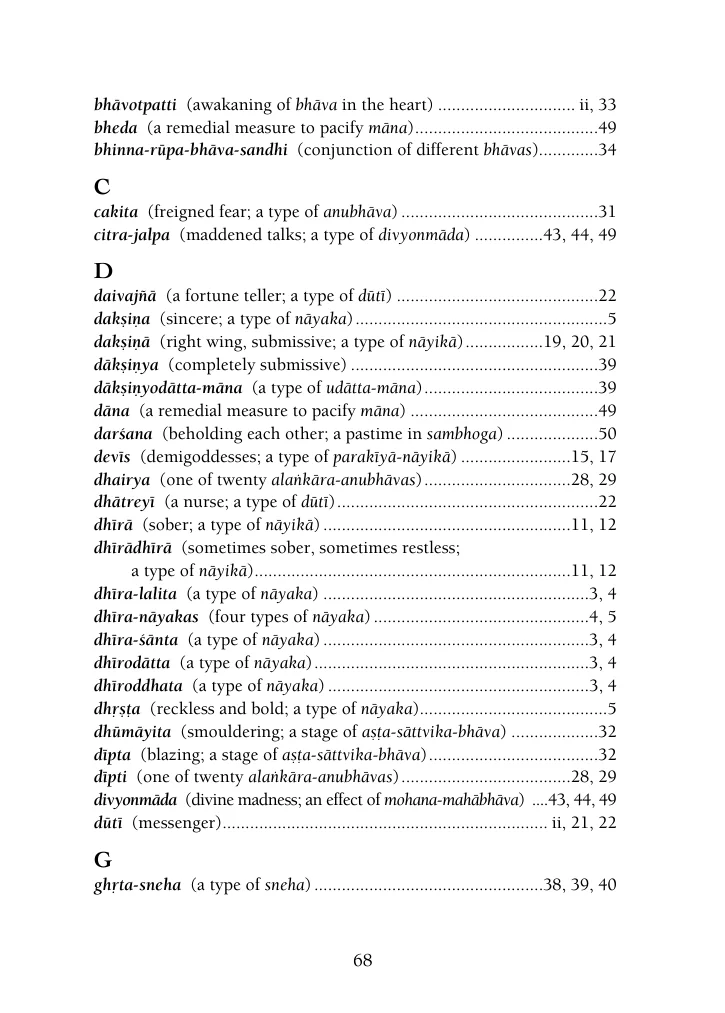 bhāvotpatti (awakaning of bhāva in the heart) .............................. ii, 33
bheda (a remedial measure to pacify māna)........................................49
bhinna-rūpa-bhāva-sandhi (conjunction of different bhāvas).............34
C
cakita (freigned fear; a type of anubhāva) ...........................................31
citra-jalpa (maddened talks; a type of divyonmāda) ...............43, 44, 49
D
daivajñā (a fortune teller; a type of dūtī) ............................................22
dakṣiṇa (sincere; a type of nāyaka).......................................................5
dakṣiṇā (right wing, submissive; a type of nāyikā).................19, 20, 21
dākṣiṇya (completely submissive) ......................................................39
dākṣiṇyodātta-māna (a type of udātta-māna)......................................39
dāna (a remedial measure to pacify māna) .........................................49
darśana (beholding each other; a pastime in sambhoga) ....................50
devīs (demigoddesses; a type of parakīyā-nāyikā) ........................15, 17
dhairya (one of twenty alaṅkāra-anubhāvas)................................28, 29
dhātreyī (a nurse; a type of dūtī).........................................................22
dhīrā (sober; a type of nāyikā) ......................................................11, 12
dhīrādhīrā (sometimes sober, sometimes restless;
a type of nāyikā).....................................................................11, 12
dhīra-lalita (a type of nāyaka) ..........................................................3, 4
dhīra-nāyakas (four types of nāyaka) ...............................................4, 5
dhīra-śānta (a type of nāyaka) ..........................................................3, 4
dhīrodātta (a type of nāyaka)............................................................3, 4
dhīroddhata (a type of nāyaka) .........................................................3, 4
dhṛṣṭa (reckless and bold; a type of nāyaka).........................................5
dhūmāyita (smouldering; a stage of aṣṭa-sāttvika-bhāva) ...................32
dīpta (blazing; a stage of aṣṭa-sāttvika-bhāva).....................................32
dīpti (one of twenty alaṅkāra-anubhāvas).....................................28, 29
divyonmāda (divine madness; an effect of mohana-mahābhāva) ....43, 44, 49
dūtī (messenger)....................................................................... ii, 21, 22
G
ghṛta-sneha (a type of sneha)..................................................38, 39, 40
68